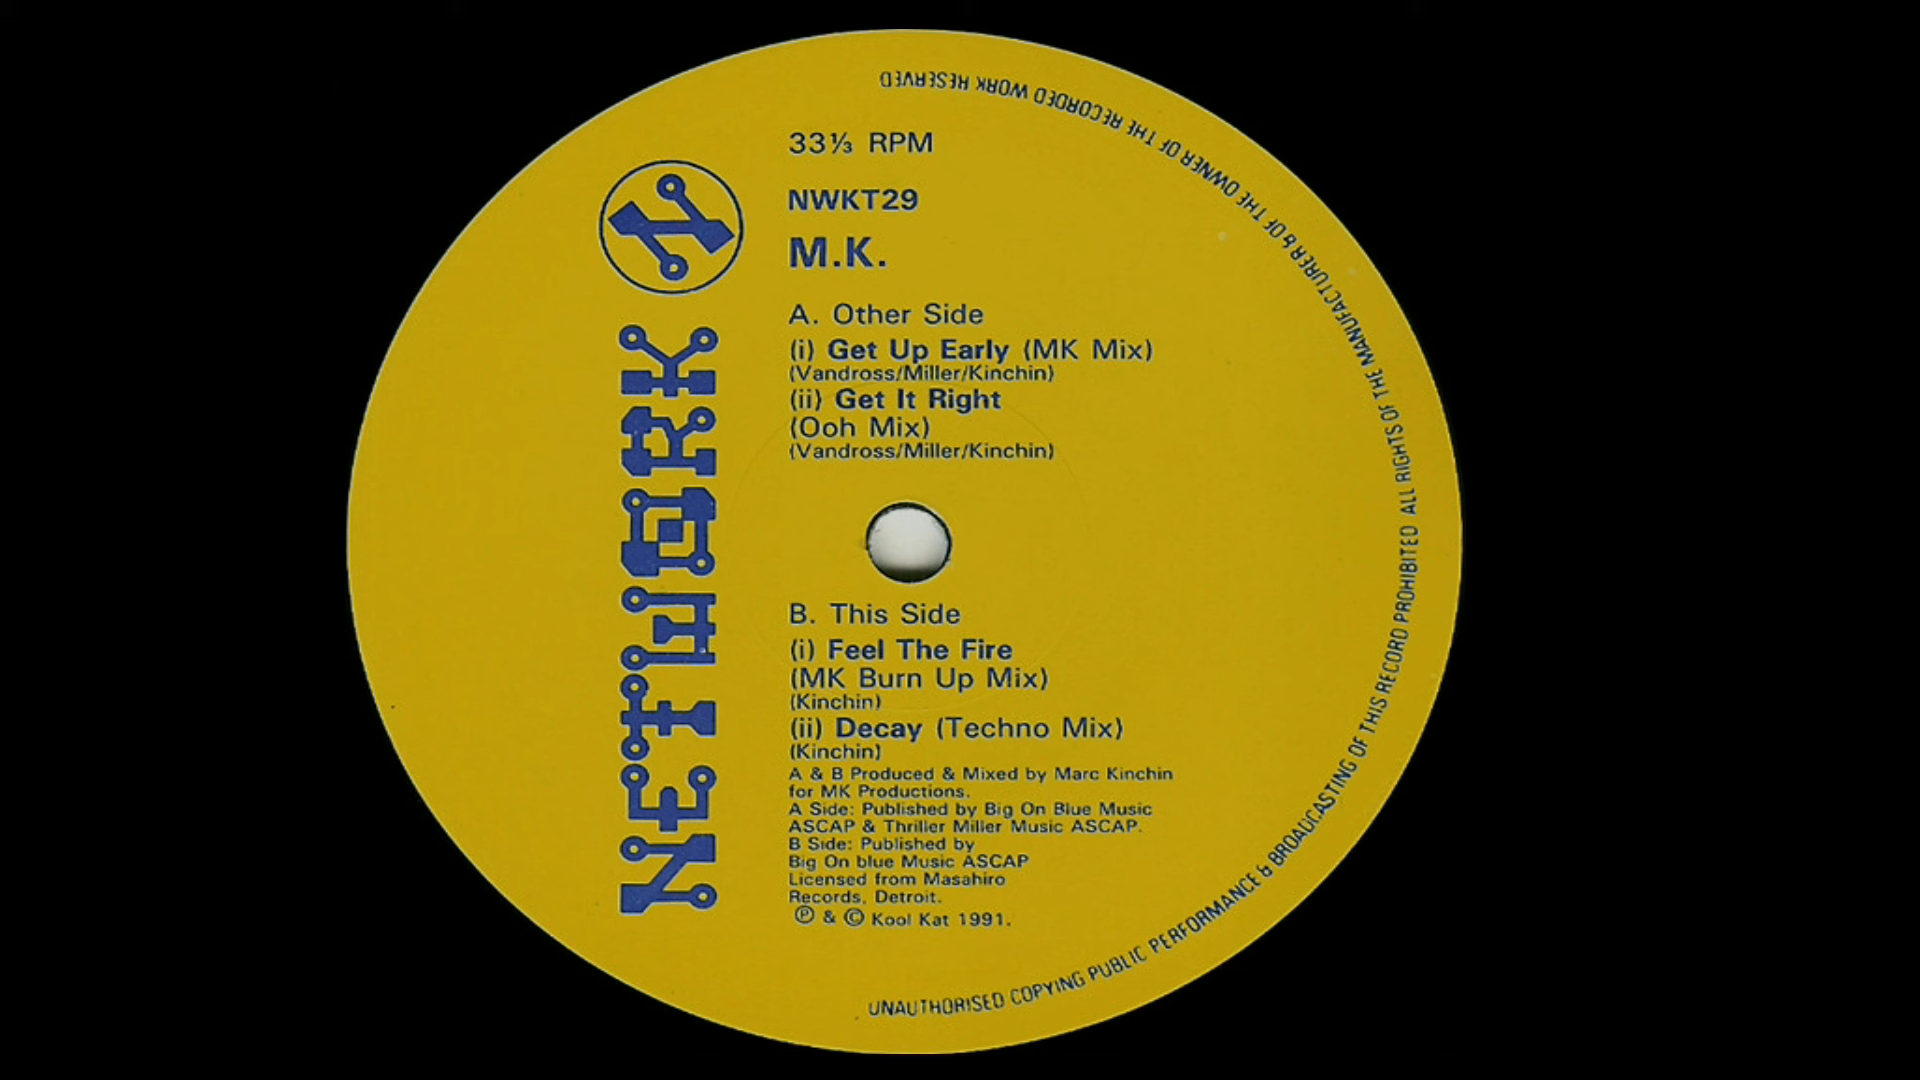 33⅓ RPM
NWKT29
M.K.
A. Other Side
(i) Get Up Early (MK Mix)
(Vandross/Miller/Kinchin)
(ii) Get It Right
(Ooh Mix)
(Vandross/Miller/Kinchin)
B. This Side
(i) Feel The Fire
(MK Burn Up Mix)
(Kinchin)
(ii) Decay (Techno Mix)
(Kinchin)
A & B Produced & Mixed by Marc Kinchin
for MK Productions.
A Side: Published by Big On Blue Music
ASCAP & Thriller Miller Music ASCAP.
B Side: Published by
Big On blue Music ASCAP
Licensed from Masahiro
Records, Detroit.
℗ & © Kool Kat 1991.
NETWORK
UNAUTHORISED COPYING PUBLIC PERFORMANCE & BROADCASTING OF THIS RECORD PROHIBITED ALL RIGHTS OF THE MANUFACTURER & OF THE OWNER OF THE RECORDED WORK RESERVED